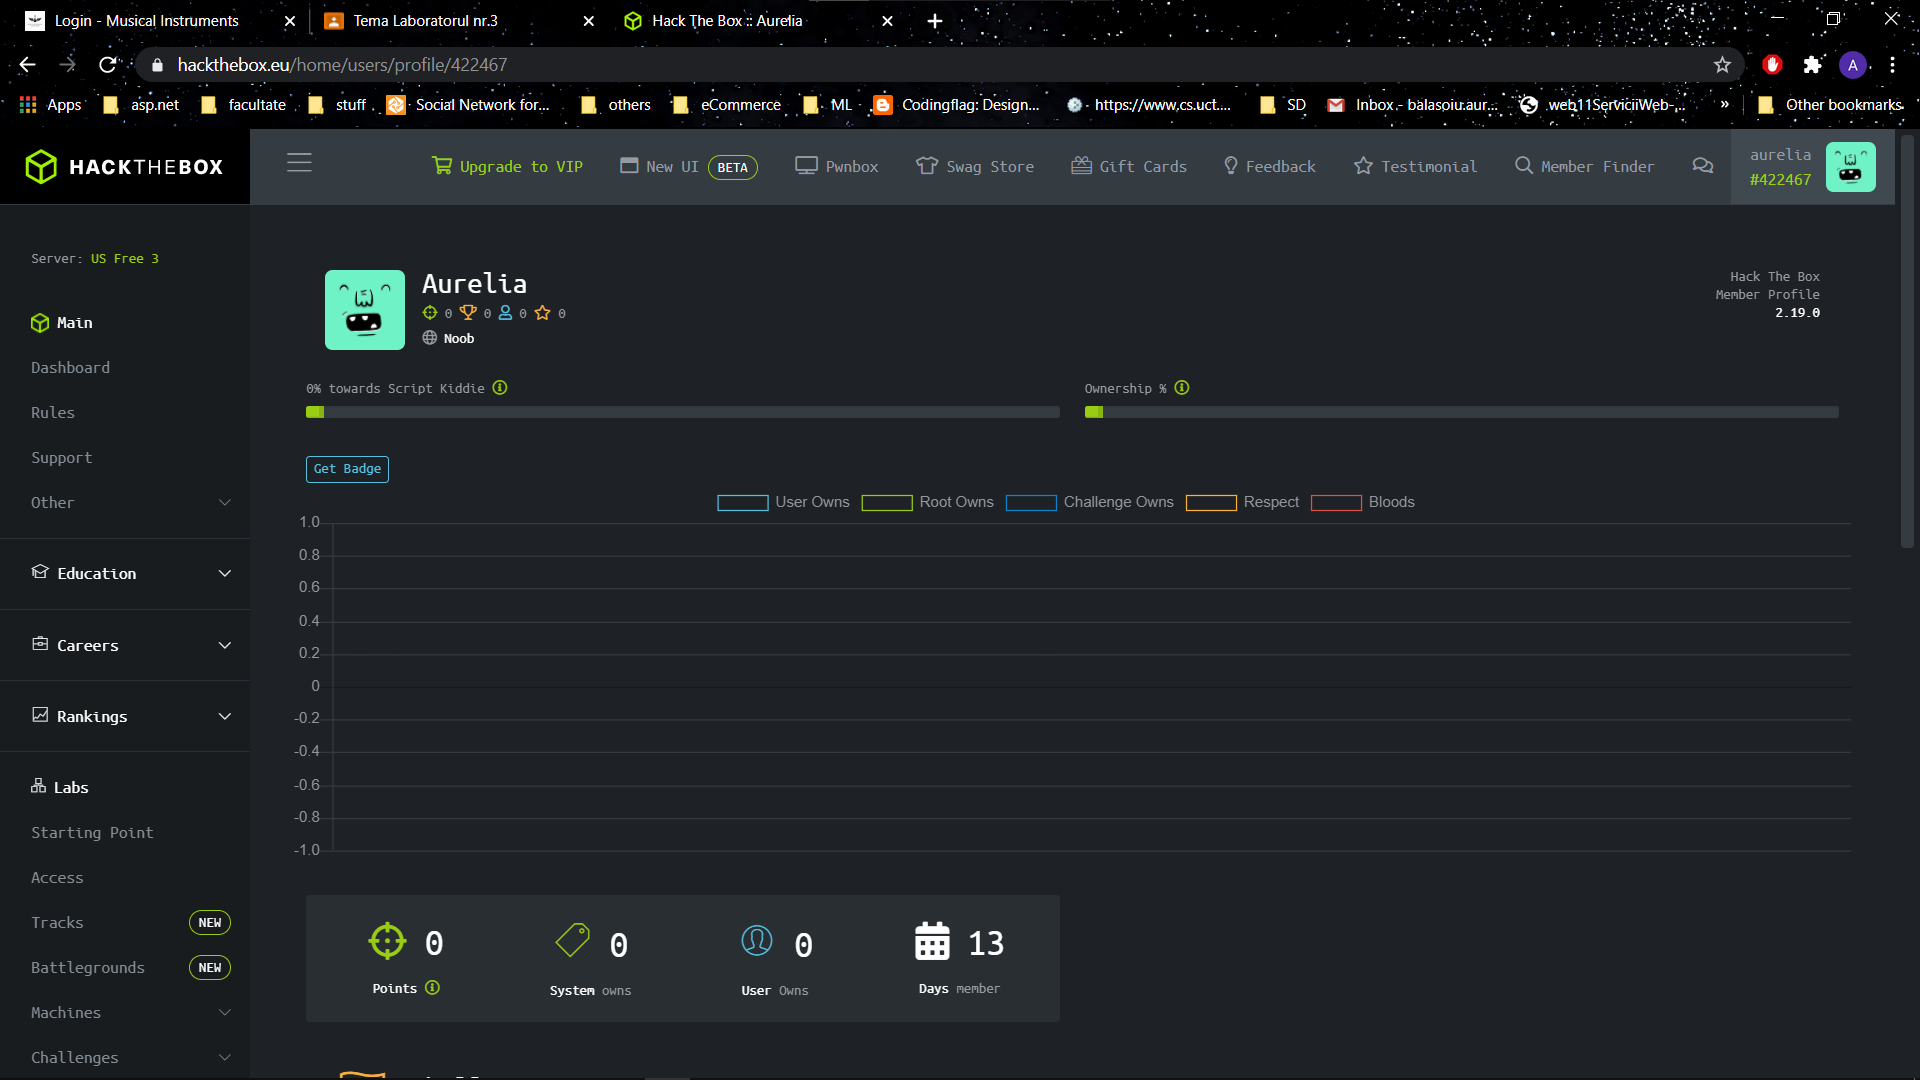 Login - Musical Instruments
Tema Laboratorul nr.3
Hack The Box :: Aurelia
hackthebox.eu/home/users/profile/422467
A
Apps
asp.net
facultate
stuff
Social Network for...
others
eCommerce
ML
Codingflag: Design...
https://www.cs.uct....
SD
Inbox - balasoiu.aur...
web11ServiciiWeb-...
»
Other bookmarks
HACKTHEBOX
Upgrade to VIP
New UI BETA
Pwnbox
Swag Store
Gift Cards
Feedback
Testimonial
Member Finder
aurelia
#422467
Server: US Free 3
Main
Dashboard
Rules
Support
Other
Education
Careers
Rankings
Labs
Starting Point
Access
Tracks NEW
Battlegrounds NEW
Machines
Challenges
Aurelia
0 0 0 0
Noob
Hack The Box
Member Profile
2.19.0
0% towards Script Kiddie
Ownership %
Get Badge
User Owns Root Owns Challenge Owns Respect Bloods
1.0
0.8
0.6
0.4
0.2
0
-0.2
-0.4
-0.6
-0.8
-1.0
0
Points
0
System owns
0
User Owns
13
Days member